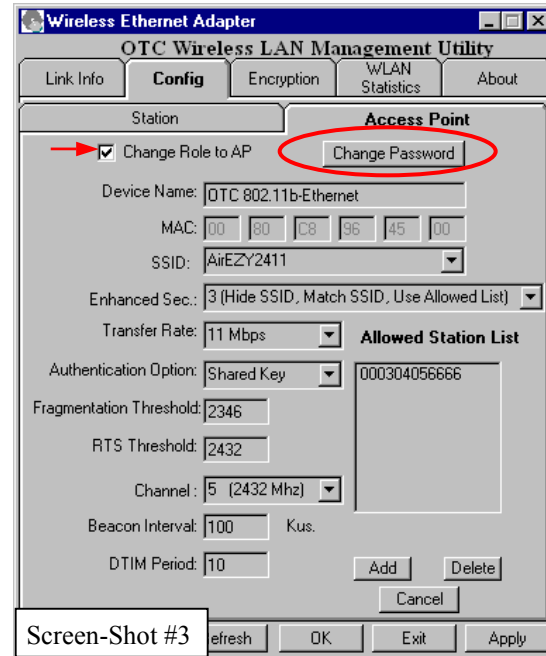 Wireless Ethernet Adapter
OTC Wireless LAN Management Utility
Link Info Config Encryption WLAN Statistics About
Station Access Point
Change Role to AP Change Password
Device Name: OTC 802.11b-Ethernet
MAC: 00 80 C8 96 45 00
SSID: AirEZY2411
Enhanced Sec.: 3 (Hide SSID, Match SSID, Use Allowed List)
Transfer Rate: 11 Mbps Allowed Station List
Authentication Option: Shared Key 000304056666
Fragmentation Threshold: 2346
RTS Threshold: 2432
Channel : 5 (2432 Mhz)
Beacon Interval: 100 Kus.
DTIM Period: 10 Add Delete
Cancel
Screen-Shot #3 efresh OK Exit Apply